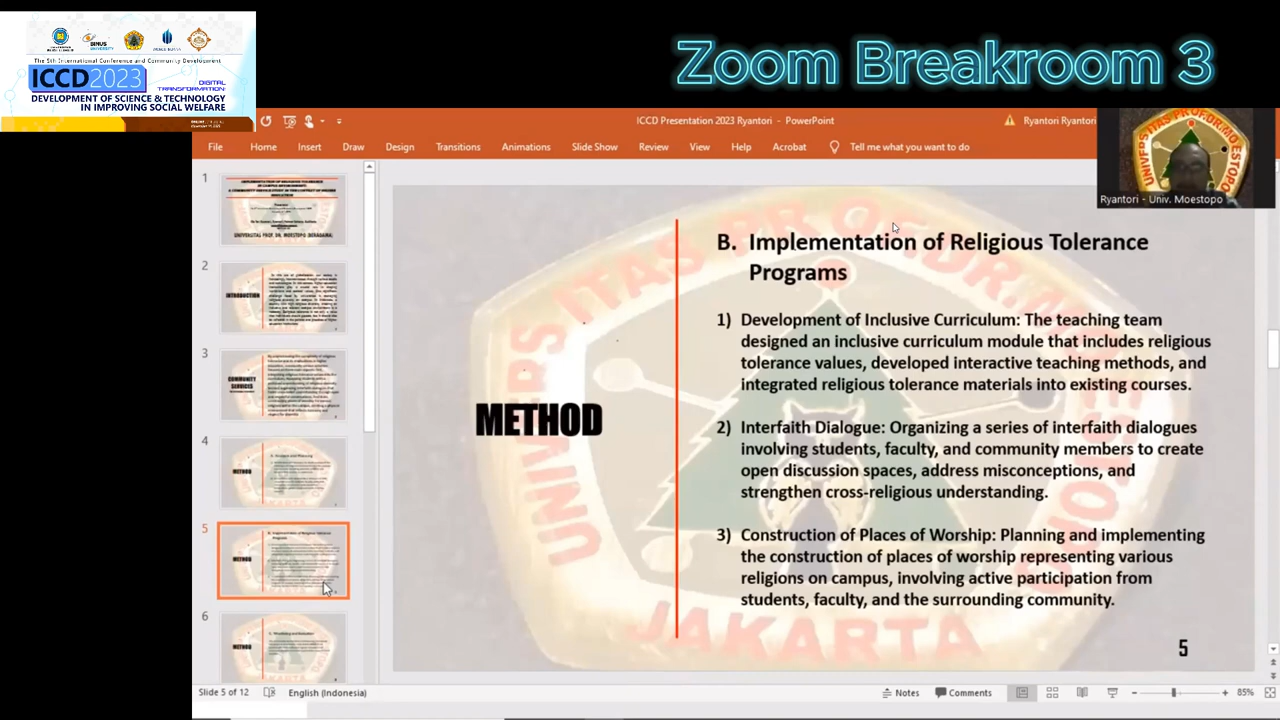 The 5th International Conference and Community Development
ICCD2023
DIGITAL
TRANSFORMATION:
DEVELOPMENT OF SCIENCE & TECHNOLOGY
IN IMPROVING SOCIAL WELFARE
Zoom Breakroom 3
ICCD Presentation 2023 Ryantori - PowerPoint
Ryantori Ryantori
File Home Insert Draw Design Transitions Animations Slide Show Review View Help Acrobat Tell me what you want to do
Ryantori - Univ. Moestopo
1
2
INTRODUCTION
3
COMMUNITY
SERVICES
4
METHOD
5
METHOD
6
METHOD
METHOD
B. Implementation of Religious Tolerance
Programs
1) Development of Inclusive Curriculum: The teaching team
designed an inclusive curriculum module that includes religious
tolerance values, developed interactive teaching methods, and
integrated religious tolerance materials into existing courses.
2) Interfaith Dialogue: Organizing a series of interfaith dialogues
involving students, faculty, and community members to create
open discussion spaces, address misconceptions, and
strengthen cross-religious understanding.
3) Construction of Places of Worship: Planning and implementing
the construction of places of worship representing various
religions on campus, involving active participation from
students, faculty, and the surrounding community.
JAKARTA
5
Slide 5 of 12 English (Indonesia) Notes Comments 85%